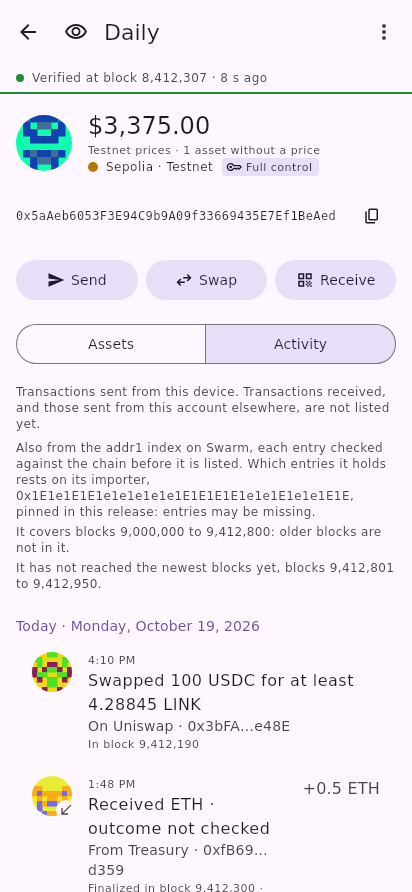 Daily
Verified at block 8,412,307 · 8 s ago
$3,375.00
Testnet prices · 1 asset without a price
Sepolia · Testnet Full control
0x5aAeb6053F3E94C9b9A09f33669435E7Ef1BeAed
Send Swap Receive
Assets Activity
Transactions sent from this device. Transactions received,
and those sent from this account elsewhere, are not listed
yet.
Also from the addr1 index on Swarm, each entry checked
against the chain before it is listed. Which entries it holds
rests on its importer,
0x1E1e1E1E1e1e1e1e1e1E1E1E1E1e1e1E1e1e1e1E,
pinned in this release: entries may be missing.
It covers blocks 9,000,000 to 9,412,800: older blocks are
not in it.
It has not reached the newest blocks yet, blocks 9,412,801
to 9,412,950.
Today · Monday, October 19, 2026
4:10 PM
Swapped 100 USDC for at least
4.28845 LINK
On Uniswap · 0x3bFA…e48E
In block 9,412,190
1:48 PM
Received ETH · +0.5 ETH
outcome not checked
From Treasury · 0xfB69…
d359
Finalized in block 9,412,300 ·